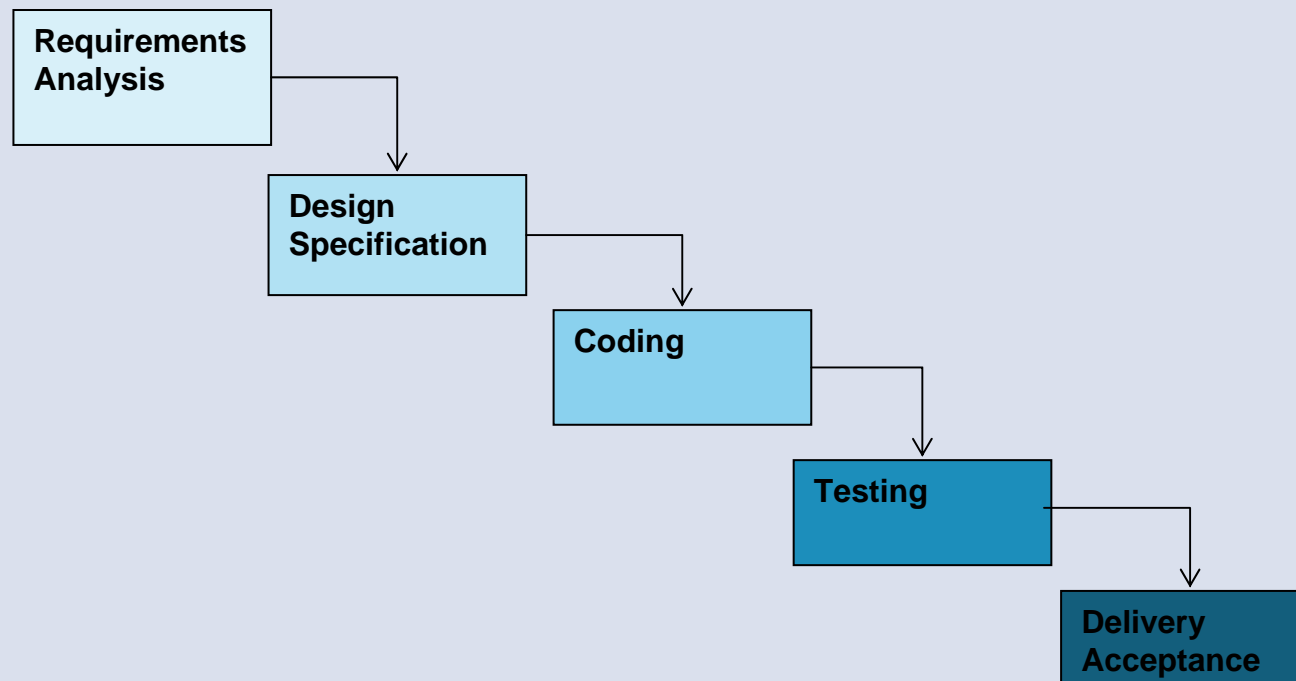 Requirements
Analysis
Design
Specification
Coding
Testing
Delivery
Acceptance